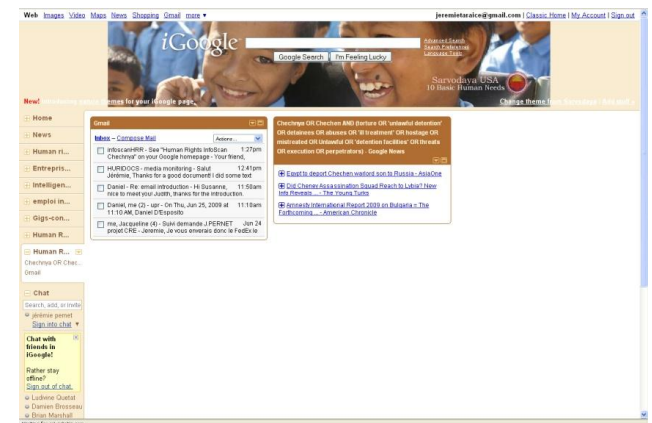 Web Images Video Maps News Shopping Gmail more ▼
jeremietaraice@gmail.com | Classic Home | My Account | Sign out
iGoogle
Advanced Search
Search Preferences
Language Tools
Google Search I'm Feeling Lucky
Sarvodaya USA
10 Basic Human Needs
New! themes for your iGoogle page.
Change theme from
Home
News
Human ri...
Entrepris...
Intelligen...
emploi in...
Gigs-con...
Human R...
Human R...
Chechnya OR Chec...
Gmail
Chat
Search, add, or invite
jérémie pernet
Sign into chat ▼
Chat with
friends in
iGoogle!
Rather stay
offline?
Sign out of chat.
Ludivine Quetat
Damien Brosseau
Brian Marshall
Gmail
Inbox – Compose Mail Actions...
infoscanHRR - See "Human Rights InfoScan 1:27pm
Chechnya" on your Google homepage - Your friend,
HURIDOCS - media monitoring - Salut 12:41pm
Jérémie, Thanks for a good document! I did some text
Daniel - Re: email introduction - Hi Susanne, 11:50am
nice to meet your Judith, thanks for the introduction.
Daniel, me (2) - upr - On Thu, Jun 25, 2009 at 11:10am
11:10 AM, Daniel D'Esposito
me, Jacqueline (4) - Suivi demande J PERNET Jun 24
projet CRE - Jeremie, Je vous enverais donc le FedEx le
Chechnya OR Chechen AND (torture OR 'unlawful detention'
OR detainees OR abuses OR 'ill treatment' OR hostage OR
mistreated OR Unlawful OR 'detention facilities' OR threats
OR execution OR perpetrators) - Google News
Egypt to deport Chechen warlord son to Russia - AsiaOne
Did Cheney Assassination Squad Reach to Libya? New
Info Reveals ... - The Young Turks
Amnesty International Report 2009 on Bulgaria = The
Forthcoming ... - American Chronicle